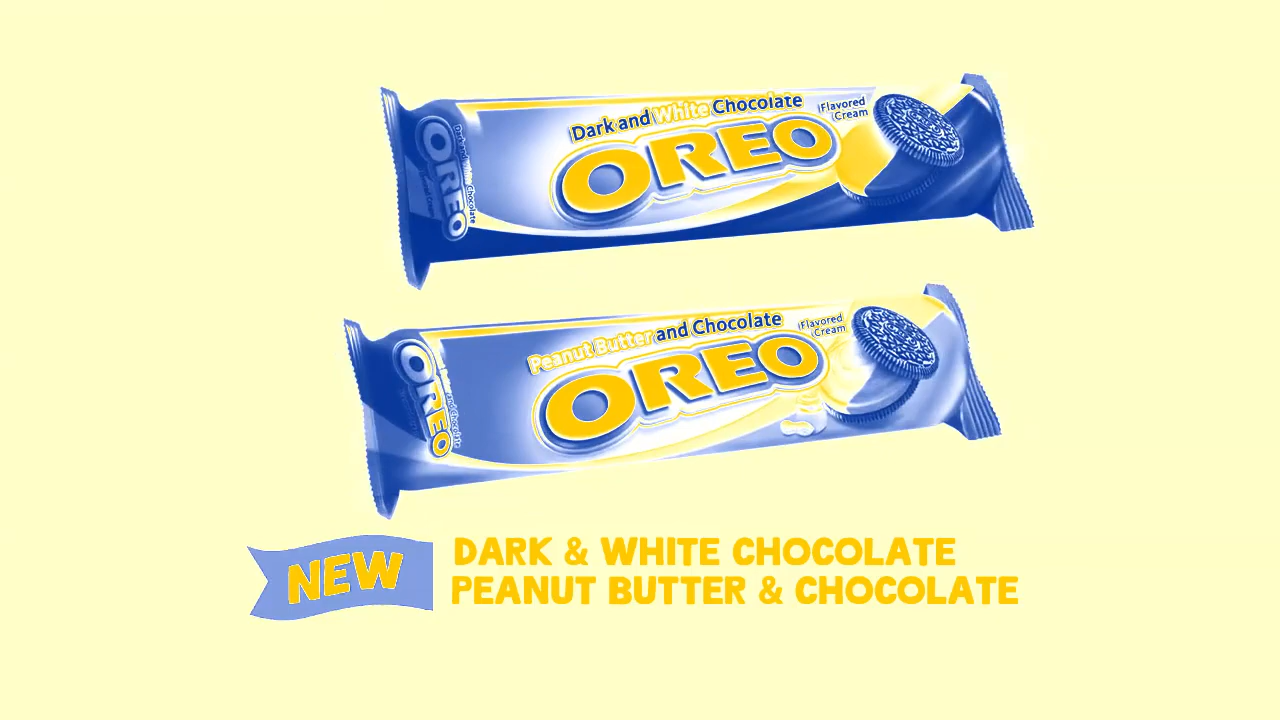 Dark and White Chocolate
OREO
Flavored
Cream
OREO
Peanut Butter and Chocolate
OREO
Flavored
Cream
OREO
NEW
DARK & WHITE CHOCOLATE
PEANUT BUTTER & CHOCOLATE